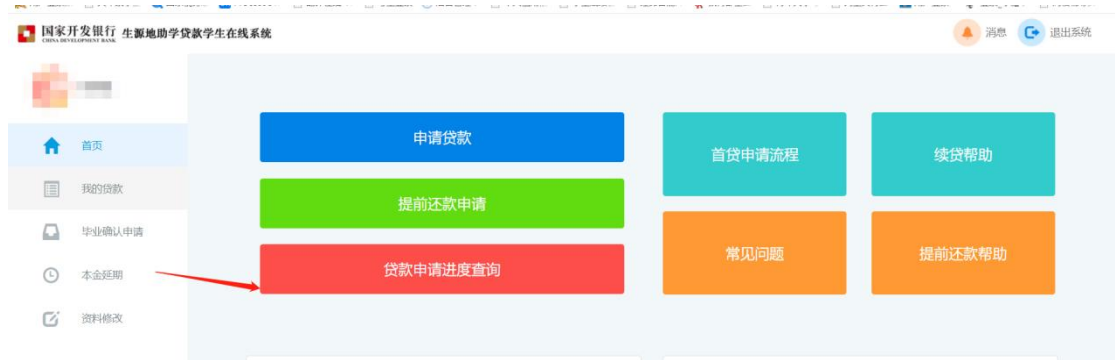 国家开发银行 生源地助学贷款学生在线系统
CHINA DEVELOPMENT BANK
消息
退出系统
首页
我的贷款
毕业确认申请
本金延期
资料修改
申请贷款
提前还款申请
贷款申请进度查询
首贷申请流程
续贷帮助
常见问题
提前还款帮助